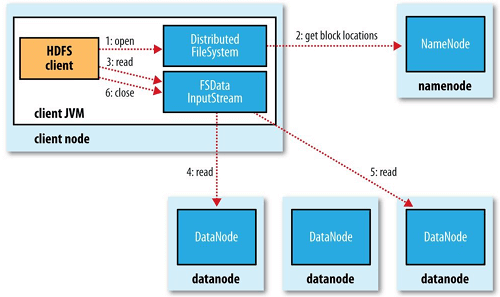 HDFS
client
1: open
3: read
6: close
Distributed
FileSystem
FSData
InputStream
client JVM
client node
2: get block locations
NameNode
namenode
4: read
5: read
DataNode
datanode
DataNode
datanode
DataNode
datanode